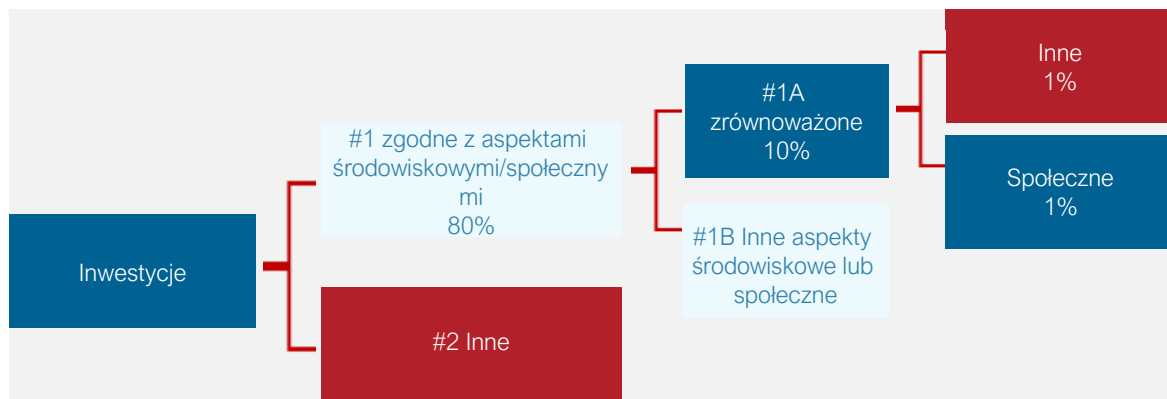 Inwestycje
#1 zgodne z aspektami
środowiskowymi/społeczny
mi
80%
#2 Inne
#1A
zrównoważone
10%
#1B Inne aspekty
środowiskowe lub
społeczne
Inne
1%
Społeczne
1%